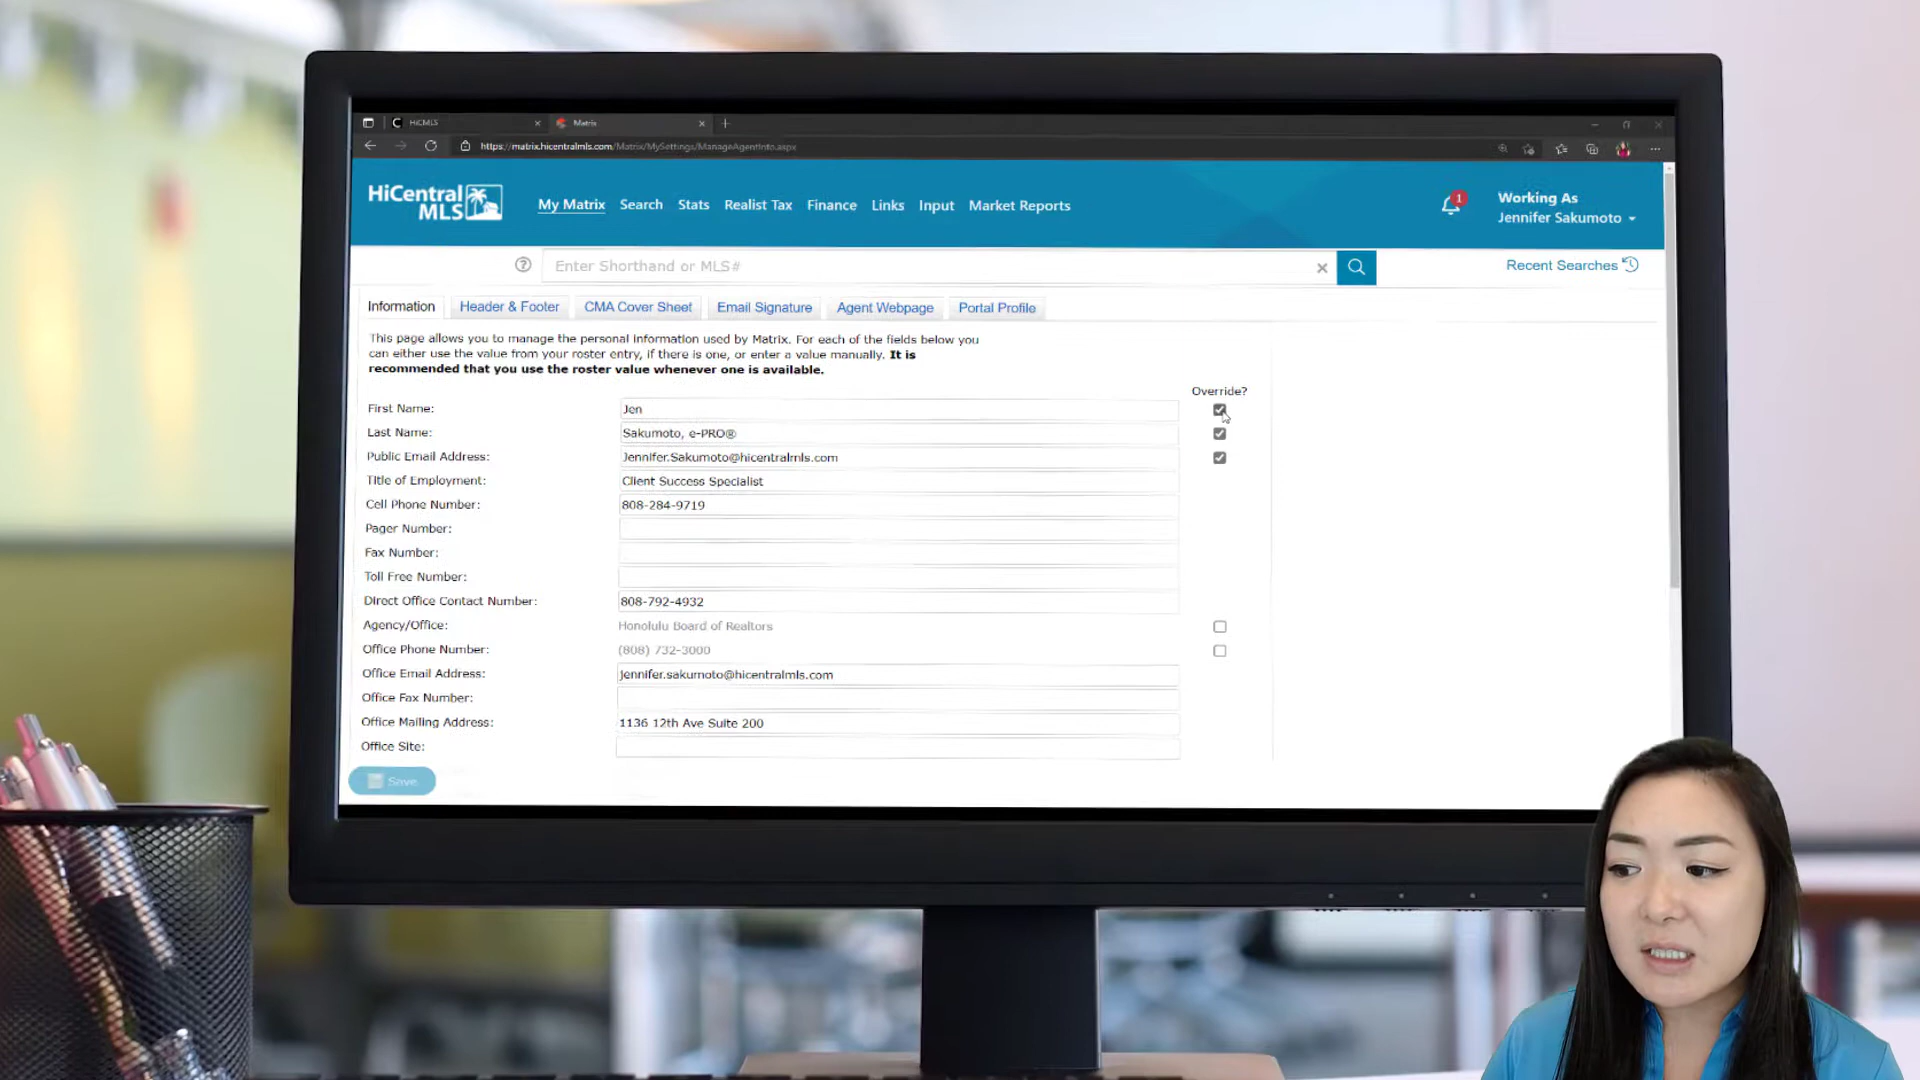 HiCMLS
Matrix
https://matrix.hicentralmls.com/Matrix/MySettings/ManageAgentInfo.aspx
HiCentral
MLS
My Matrix Search Stats Realist Tax Finance Links Input Market Reports
1
Working As
Jennifer Sakumoto
Enter Shorthand or MLS#
Recent Searches
Information Header & Footer CMA Cover Sheet Email Signature Agent Webpage Portal Profile
This page allows you to manage the personal information used by Matrix. For each of the fields below you
can either use the value from your roster entry, if there is one, or enter a value manually. It is
recommended that you use the roster value whenever one is available.
Override?
First Name: Jen
Last Name: Sakumoto, e-PRO®
Public Email Address: Jennifer.Sakumoto@hicentralmls.com
Title of Employment: Client Success Specialist
Cell Phone Number: 808-284-9719
Pager Number:
Fax Number:
Toll Free Number:
Direct Office Contact Number: 808-792-4932
Agency/Office: Honolulu Board of Realtors
Office Phone Number: (808) 732-3000
Office Email Address: jennifer.sakumoto@hicentralmls.com
Office Fax Number:
Office Mailing Address: 1136 12th Ave Suite 200
Office Site:
Save